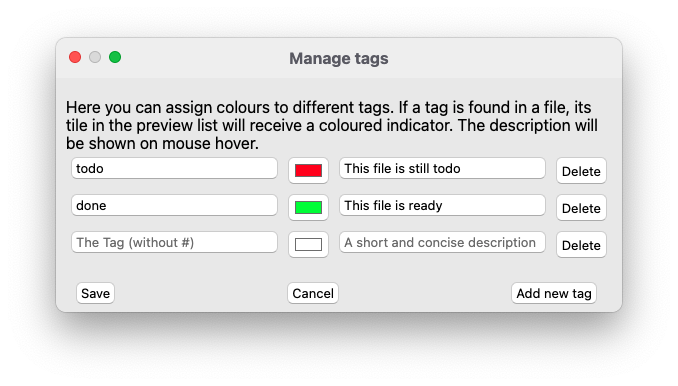 Manage tags
Here you can assign colours to different tags. If a tag is found in a file, its
tile in the preview list will receive a coloured indicator. The description will
be shown on mouse hover.
todo This file is still todo Delete
done This file is ready Delete
The Tag (without #) A short and concise description Delete
Save Cancel Add new tag